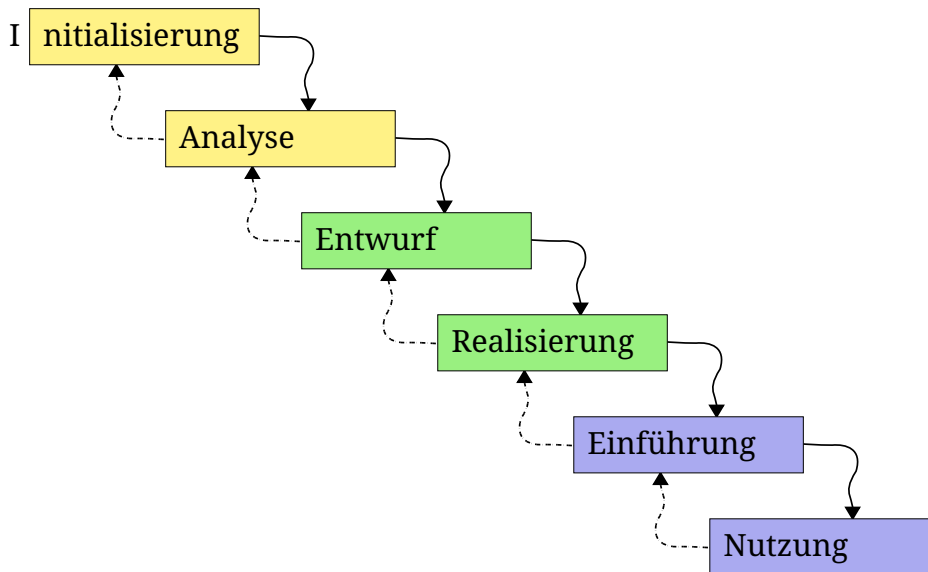 I nitialisierung
Analyse
Entwurf
Realisierung
Einführung
Nutzung